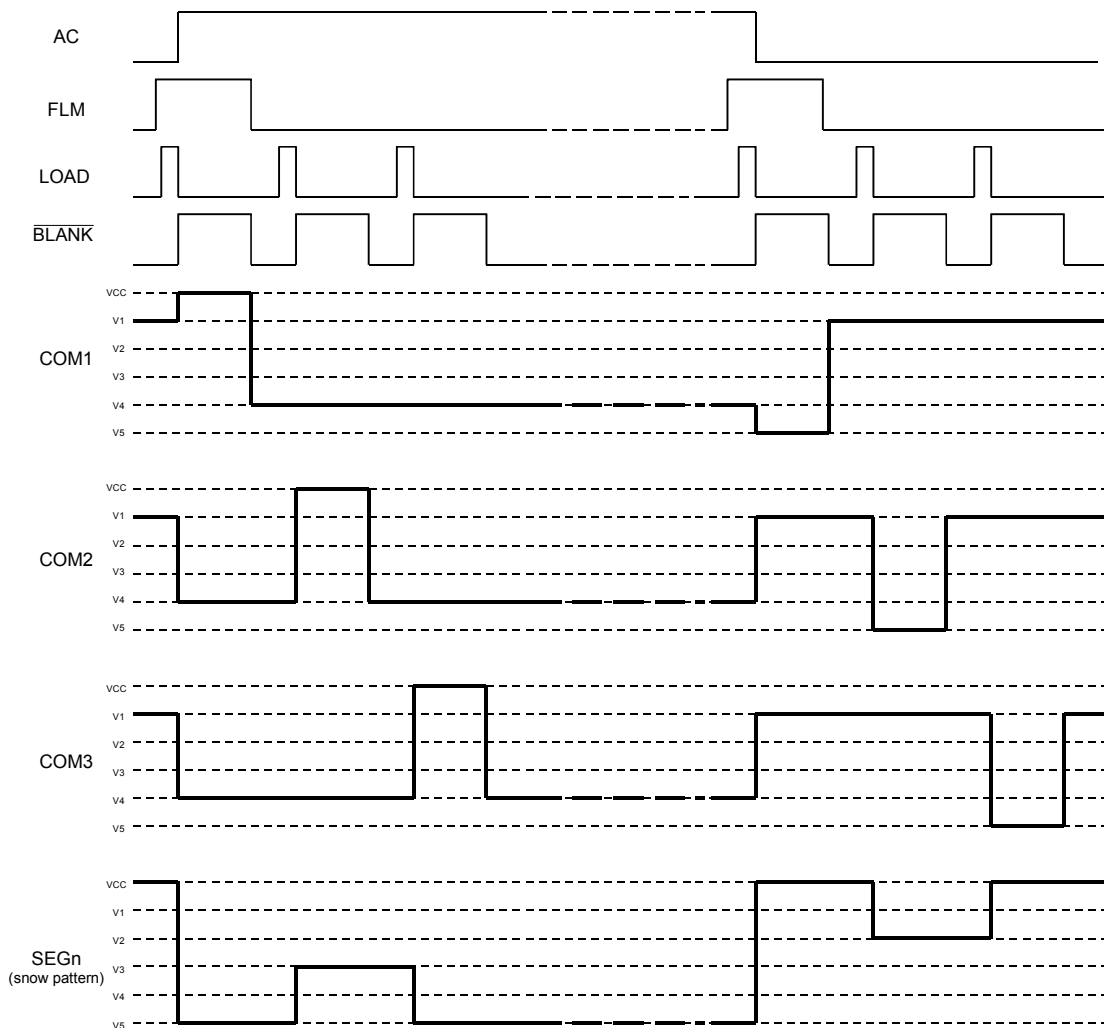 AC
FLM
LOAD
BLANK
VCC
V1
V2
COM1
V3
V4
V5
VCC
V1
V2
COM2
V3
V4
V5
VCC
V1
V2
COM3
V3
V4
V5
VCC
V1
V2
SEGn
V3
(snow pattern)
V4
V5